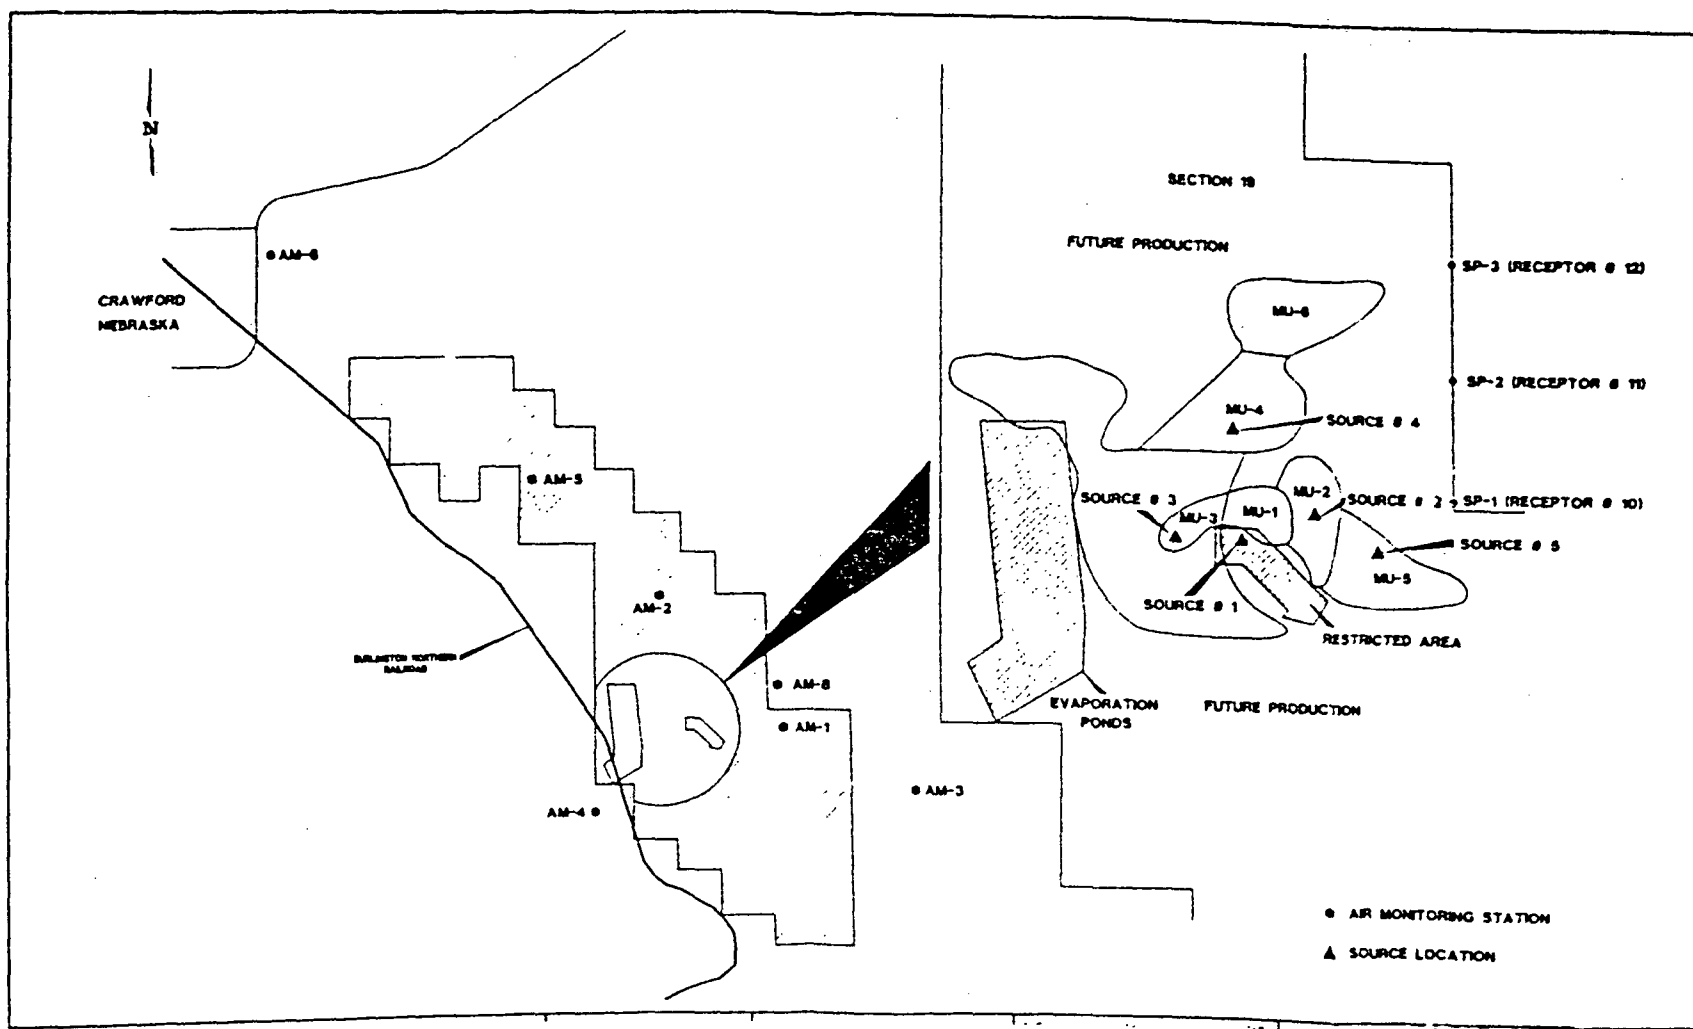 N
AM-6
CRAWFORD
NEBRASKA
AM-5
AM-2
BURLINGTON NORTHERN
RAILROAD
AM-8
AM-1
AM-3
AM-4
SECTION 19
FUTURE PRODUCTION
SP-3 (RECEPTOR # 12)
MU-6
SP-2 (RECEPTOR # 11)
MU-4
SOURCE # 4
SOURCE # 3
MU-2
SOURCE # 2
SP-1 (RECEPTOR # 10)
MU-3
MU-1
SOURCE # 5
MU-5
SOURCE # 1
RESTRICTED AREA
EVAPORATION
PONDS
FUTURE PRODUCTION
AIR MONITORING STATION
SOURCE LOCATION